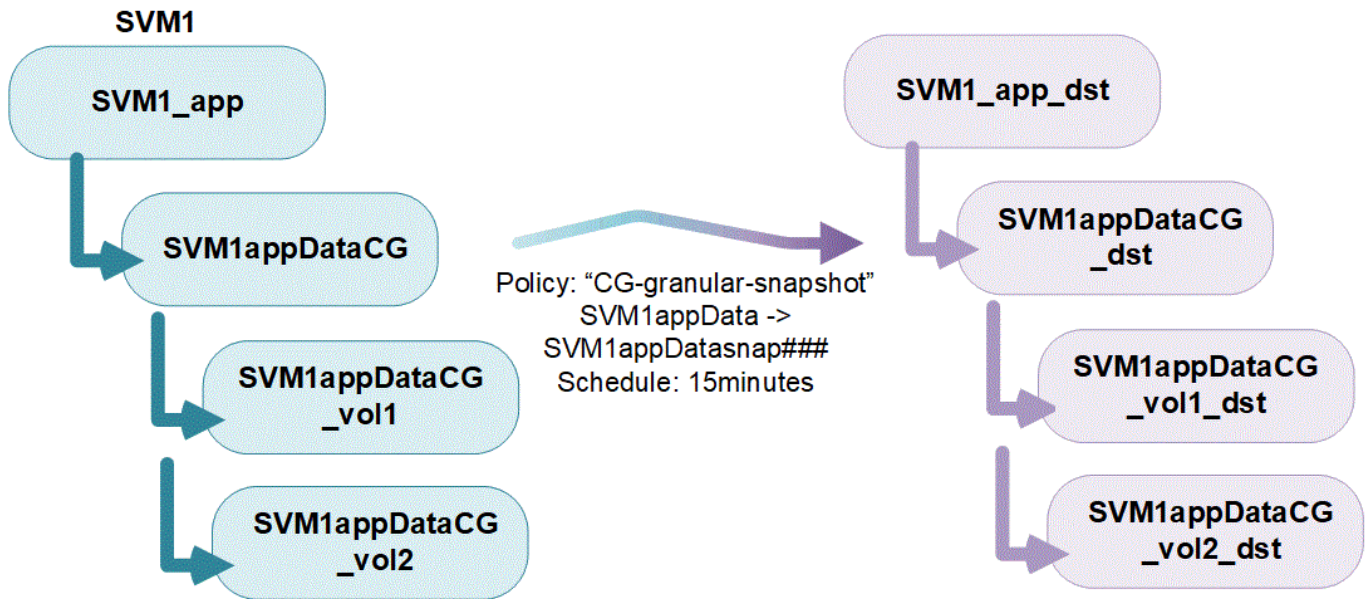 SVM1
SVM1_app
SVM1appDataCG
SVM1appDataCG
_vol1
SVM1appDataCG
_vol2
Policy: “CG-granular-snapshot”
SVM1appData ->
SVM1appDatasnap###
Schedule: 15minutes
SVM1_app_dst
SVM1appDataCG
_dst
SVM1appDataCG
_vol1_dst
SVM1appDataCG
_vol2_dst